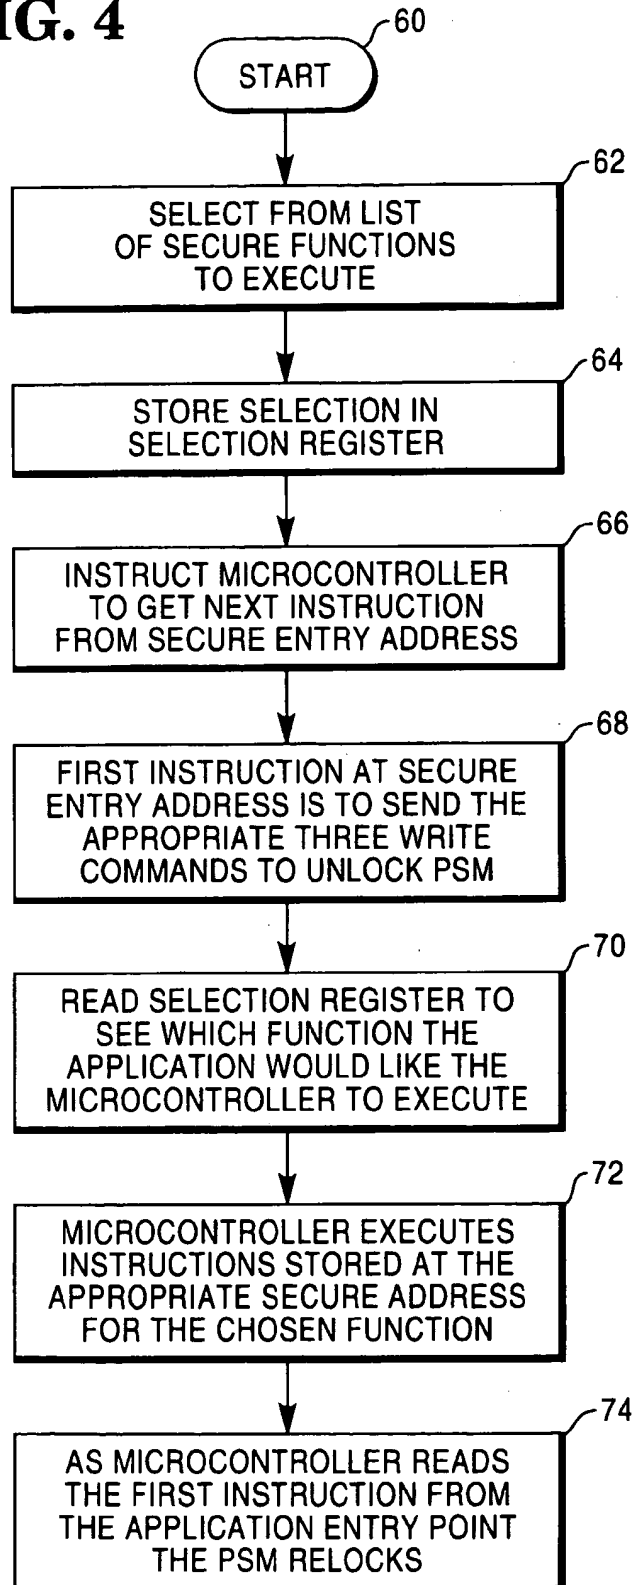 IG. 4
60
START
62
SELECT FROM LIST
OF SECURE FUNCTIONS
TO EXECUTE
64
STORE SELECTION IN
SELECTION REGISTER
66
INSTRUCT MICROCONTROLLER
TO GET NEXT INSTRUCTION
FROM SECURE ENTRY ADDRESS
68
FIRST INSTRUCTION AT SECURE
ENTRY ADDRESS IS TO SEND THE
APPROPRIATE THREE WRITE
COMMANDS TO UNLOCK PSM
70
READ SELECTION REGISTER TO
SEE WHICH FUNCTION THE
APPLICATION WOULD LIKE THE
MICROCONTROLLER TO EXECUTE
72
MICROCONTROLLER EXECUTES
INSTRUCTIONS STORED AT THE
APPROPRIATE SECURE ADDRESS
FOR THE CHOSEN FUNCTION
74
AS MICROCONTROLLER READS
THE FIRST INSTRUCTION FROM
THE APPLICATION ENTRY POINT
THE PSM RELOCKS